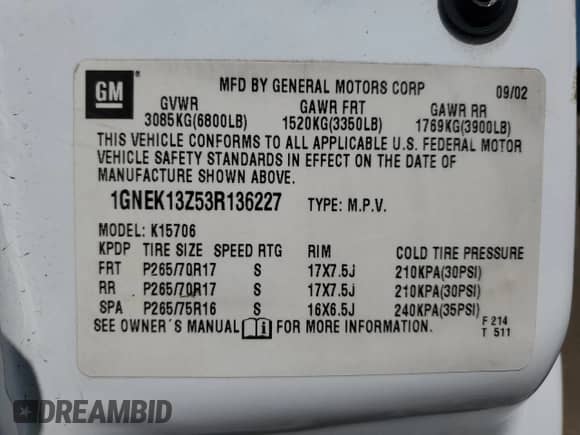 GM ®
MFD BY GENERAL MOTORS CORP 09/02
GVWR GAWR FRT GAWR RR
3085KG(6800LB) 1520KG(3350LB) 1769KG(3900LB)
THIS VEHICLE CONFORMS TO ALL APPLICABLE U.S. FEDERAL MOTOR
VEHICLE SAFETY STANDARDS IN EFFECT ON THE DATE OF
MANUFACTURE SHOWN ABOVE.
1GNEK13Z53R136227 TYPE: M.P.V.
MODEL: K15706
KPDP TIRE SIZE SPEED RTG RIM COLD TIRE PRESSURE
FRT P265/70R17 S 17X7.5J 210KPA(30PSI)
RR P265/70R17 S 17X7.5J 210KPA(30PSI)
SPA P265/75R16 S 16X6.5J 240KPA(35PSI)
SEE OWNER´S MANUAL FOR MORE INFORMATION.
F 214
T 511
DREAMBID